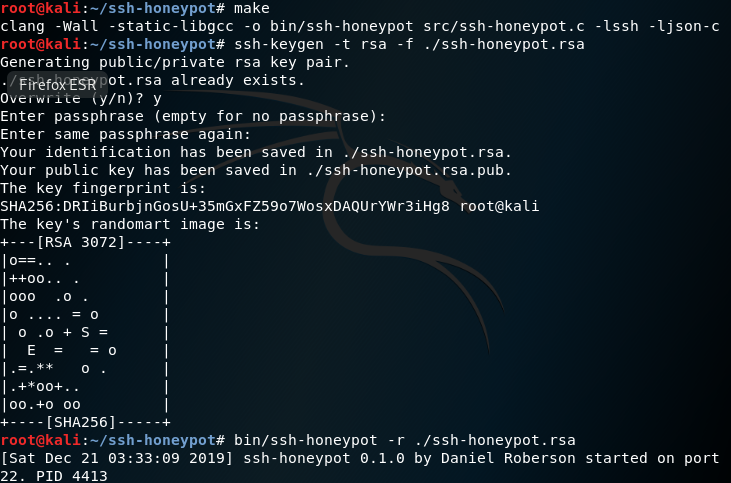 root@kali:~/ssh-honeypot# make
clang -Wall -static-libgcc -o bin/ssh-honeypot src/ssh-honeypot.c -lssh -ljson-c
root@kali:~/ssh-honeypot# ssh-keygen -t rsa -f ./ssh-honeypot.rsa
Generating public/private rsa key pair.
./ssh-honeypot.rsa already exists.
Firefox ESR
Overwrite (y/n)? y
Enter passphrase (empty for no passphrase):
Enter same passphrase again:
Your identification has been saved in ./ssh-honeypot.rsa.
Your public key has been saved in ./ssh-honeypot.rsa.pub.
The key fingerprint is:
SHA256:DRIiBurbjnGosU+35mGxFZ59o7WosxDAQUrYWr3iHg8 root@kali
The key's randomart image is:
+---[RSA 3072]----+
|o==.. .          |
|++oo.. .         |
|ooo  .o .        |
|o .... = o       |
| o .o + S =      |
|  E  =   = o     |
|.=.**   o .      |
|.+*oo+..         |
|oo.+o oo         |
+----[SHA256]-----+
root@kali:~/ssh-honeypot# bin/ssh-honeypot -r ./ssh-honeypot.rsa
[Sat Dec 21 03:33:09 2019] ssh-honeypot 0.1.0 by Daniel Roberson started on port
22. PID 4413